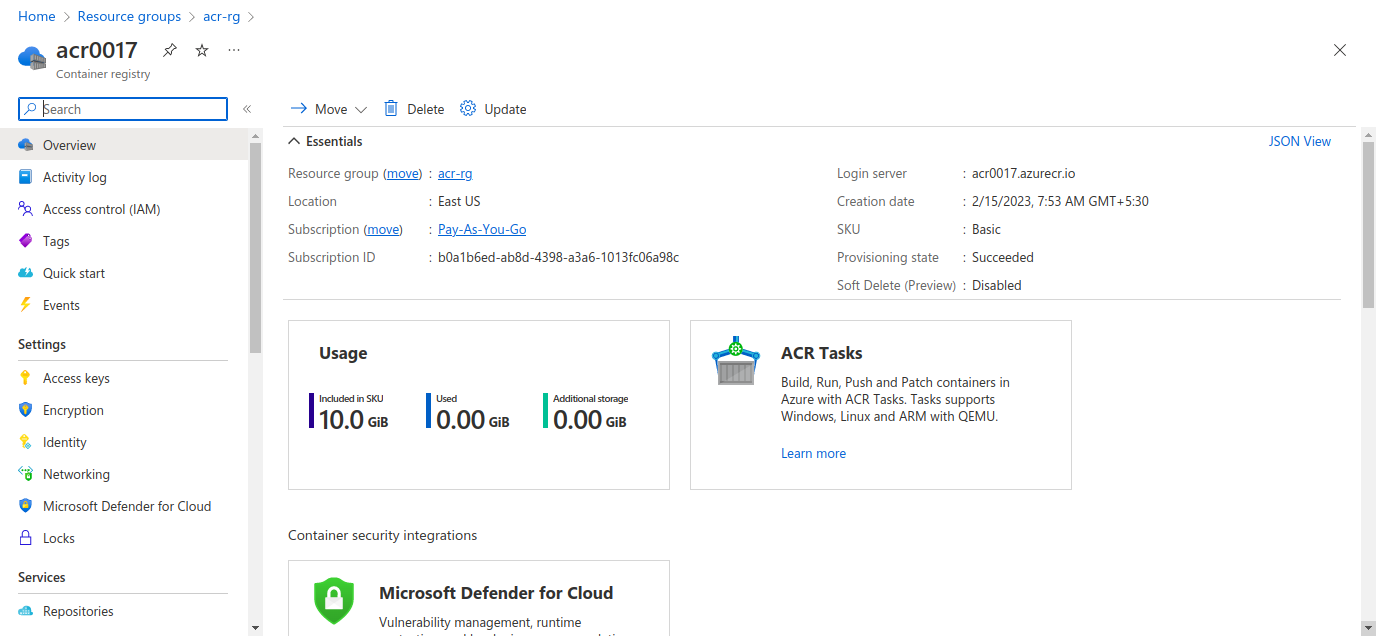 Home > Resource groups > acr-rg >
acr0017
Container registry
Search
«
Overview
Activity log
Access control (IAM)
Tags
Quick start
Events
Settings
Access keys
Encryption
Identity
Networking
Microsoft Defender for Cloud
Locks
Services
Repositories
Move
Delete
Update
Essentials
JSON View
Resource group (move) : acr-rg
Location : East US
Subscription (move) : Pay-As-You-Go
Subscription ID : b0a1b6ed-ab8d-4398-a3a6-1013fc06a98c
Login server : acr0017.azurecr.io
Creation date : 2/15/2023, 7:53 AM GMT+5:30
SKU : Basic
Provisioning state : Succeeded
Soft Delete (Preview) : Disabled
Usage
Included in SKU
10.0 GiB
Used
0.00 GiB
Additional storage
0.00 GiB
ACR Tasks
Build, Run, Push and Patch containers in
Azure with ACR Tasks. Tasks supports
Windows, Linux and ARM with QEMU.
Learn more
Container security integrations
Microsoft Defender for Cloud
Vulnerability management, runtime